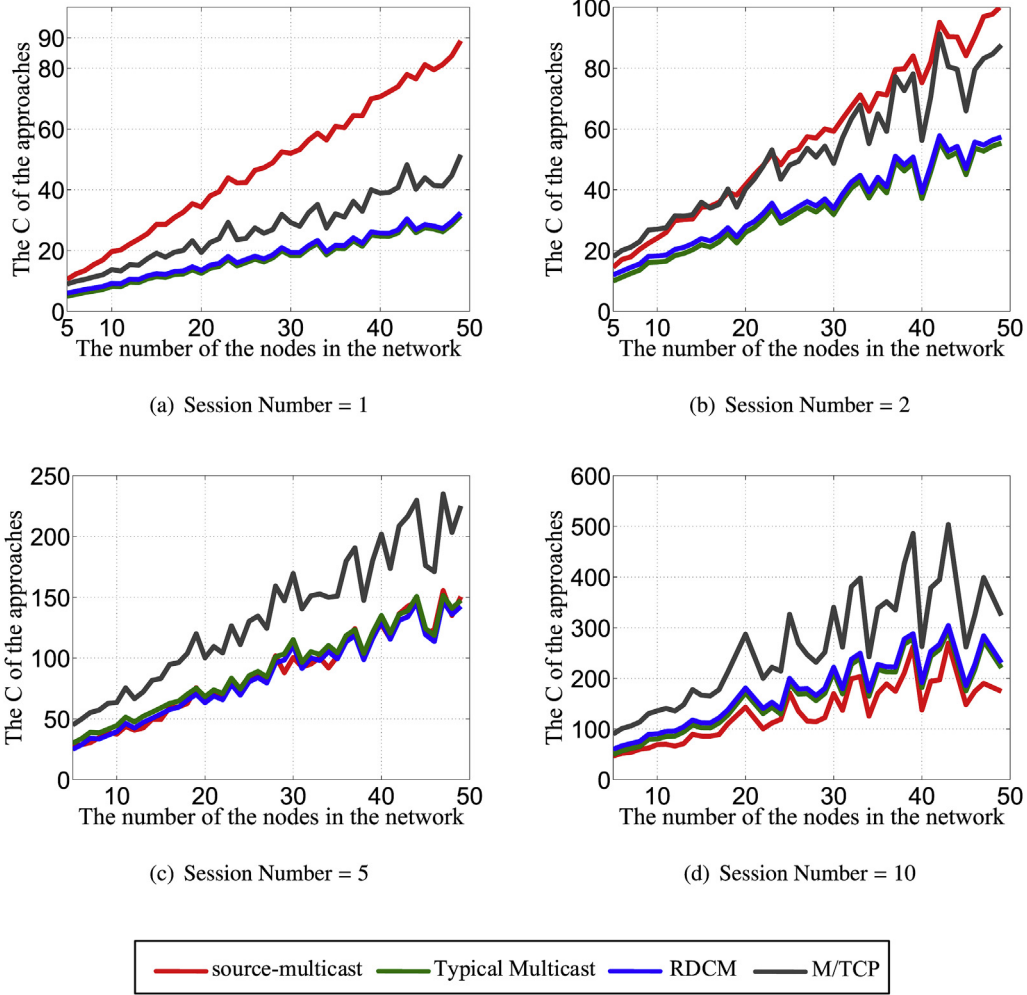 The C of the approaches
90
80
60
40
20
0
5 10 20 30 40 50
The number of the nodes in the network
(a) Session Number = 1
The C of the approaches
100
80
60
40
20
0
5 10 20 30 40 50
The number of the nodes in the network
(b) Session Number = 2
The C of the approaches
250
200
150
100
50
0
10 20 30 40 50
The number of the nodes in the network
(c) Session Number = 5
The C of the approaches
600
500
400
300
200
100
0
10 20 30 40 50
The number of the nodes in the network
(d) Session Number = 10
source-multicast Typical Multicast RDCM M/TCP